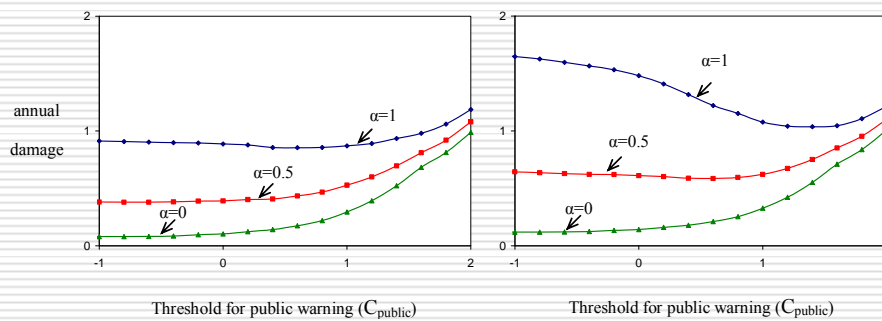 2
annual
damage
1
0
α=1
α=0.5
α=0
-1 0 1 2
Threshold for public warning (Cpublic)
2
1
0
α=1
α=0.5
α=0
-1 0 1
Threshold for public warning (Cpublic)